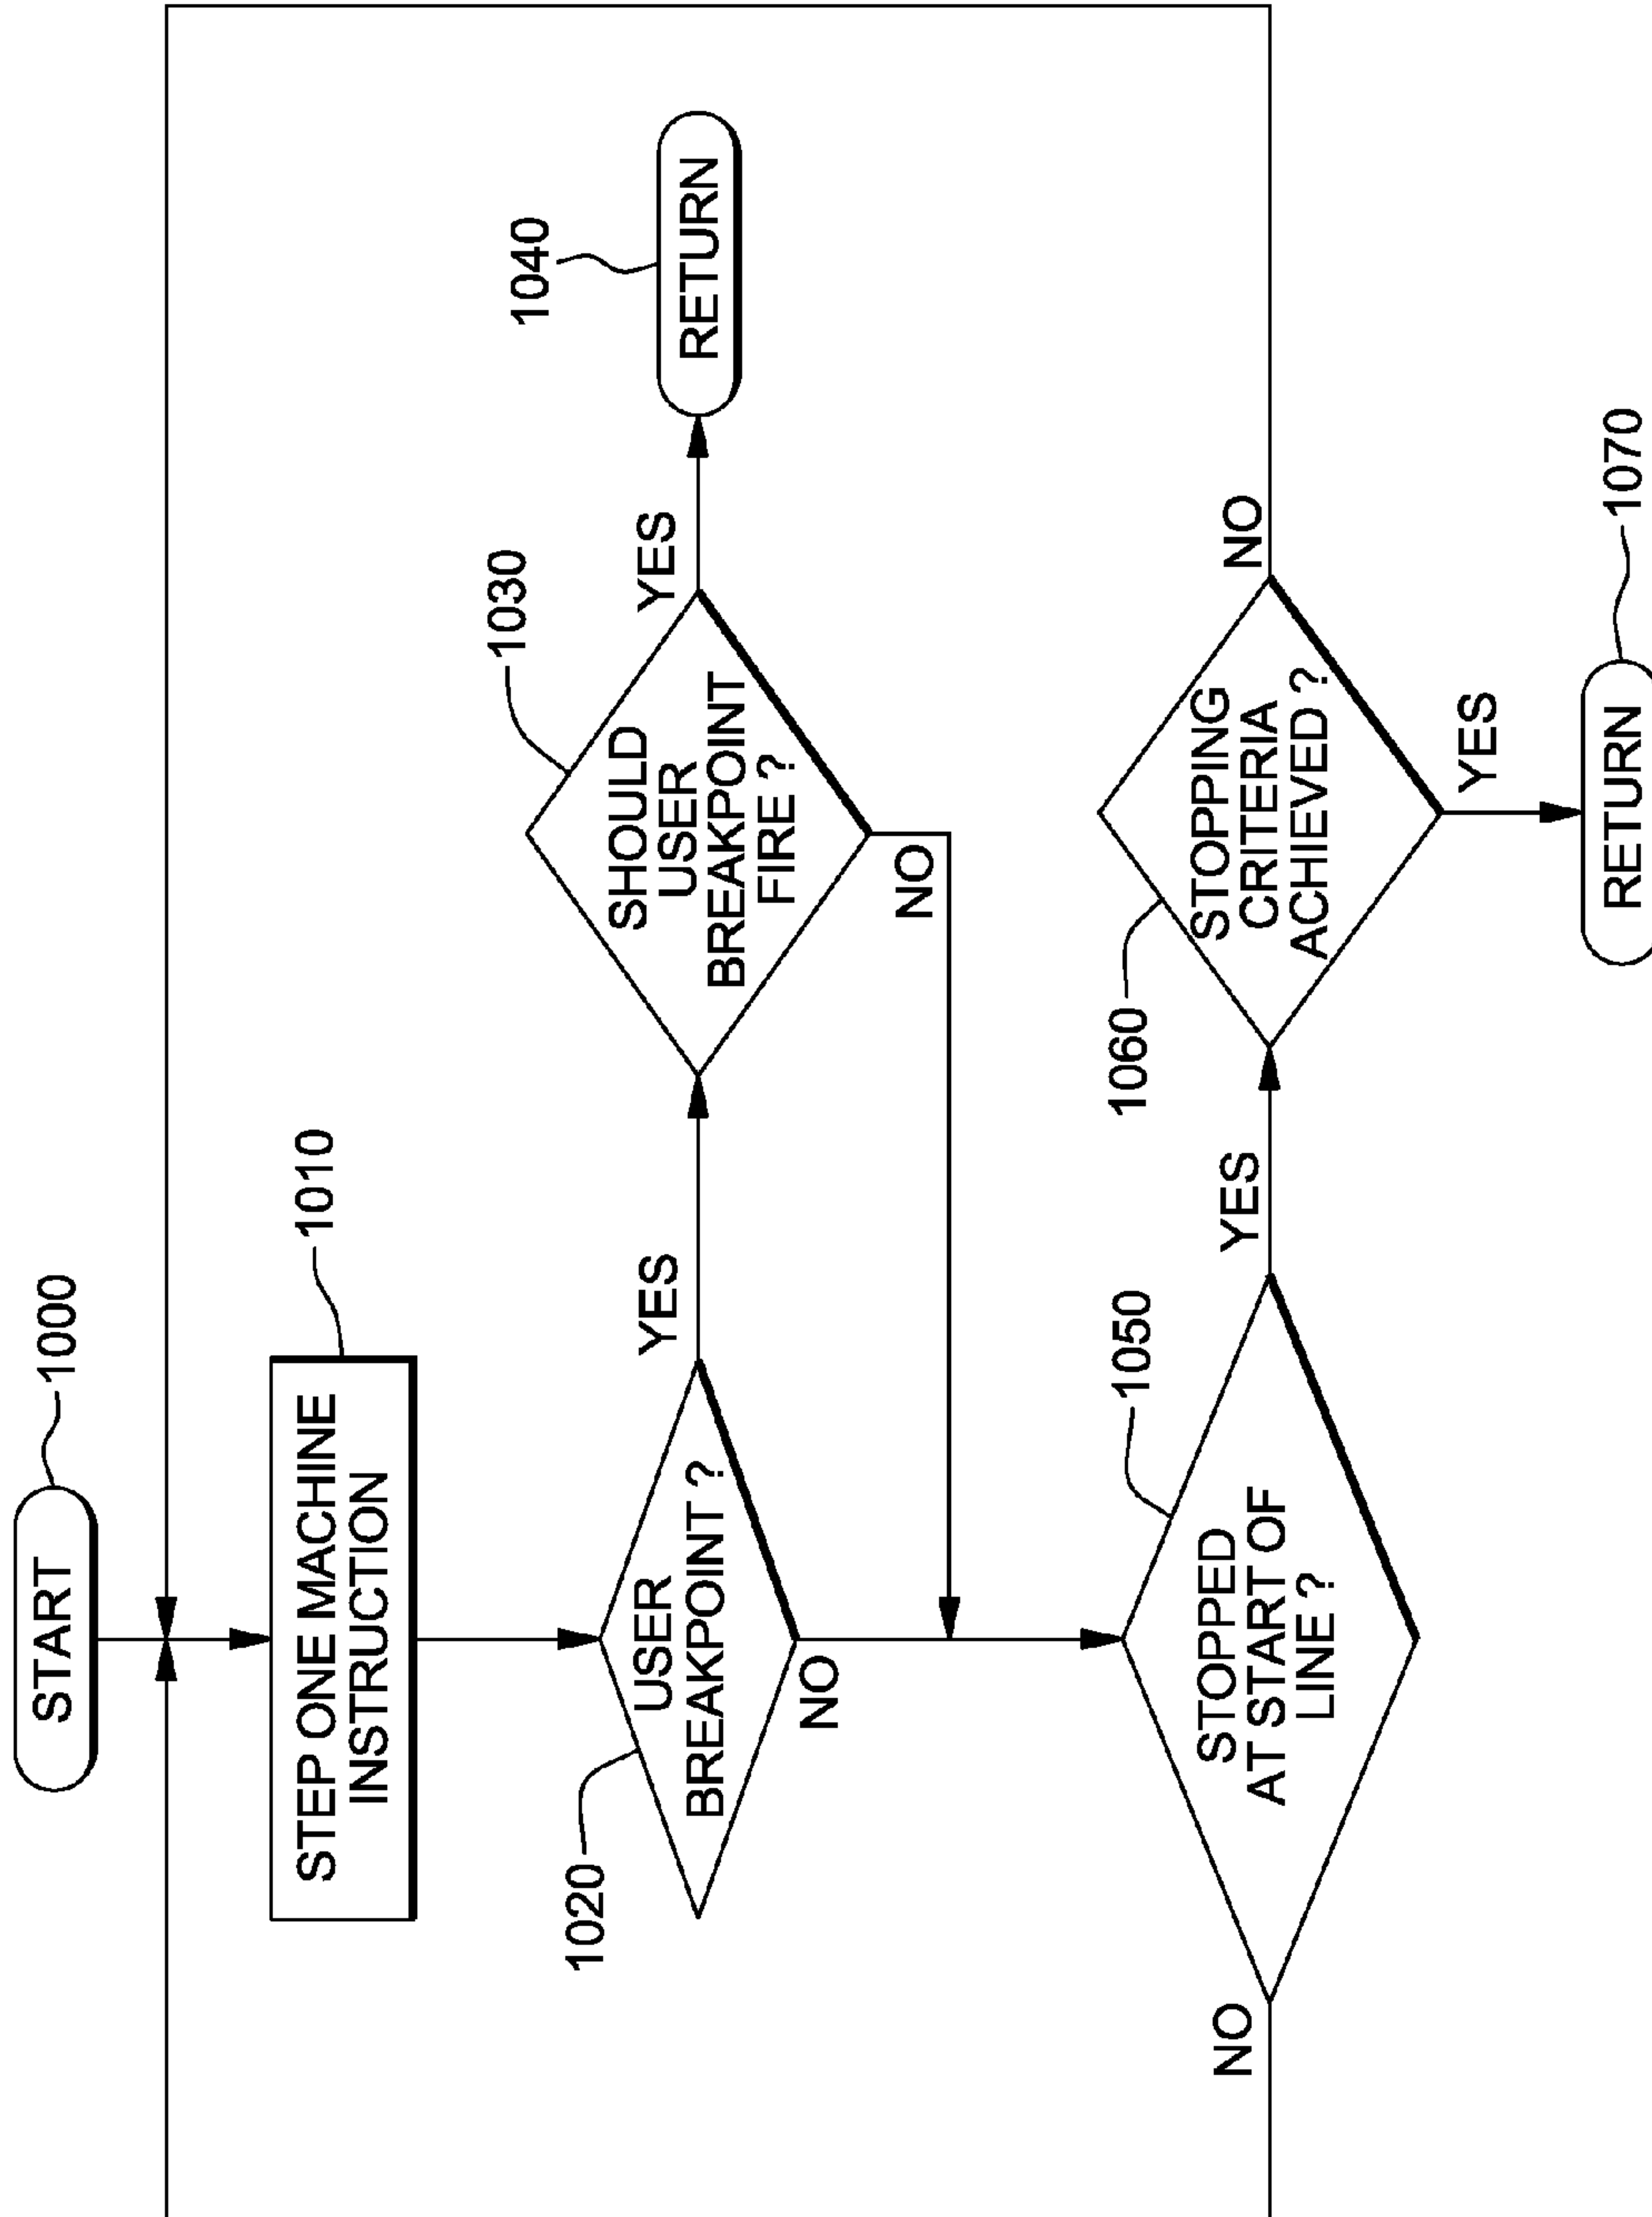 START
1000
STEP ONE MACHINE
INSTRUCTION
1010
USER
BREAKPOINT ?
1020
YES
NO
SHOULD
USER
BREAKPOINT
FIRE ?
1030
YES
NO
RETURN
1040
STOPPED
AT START OF
LINE ?
1050
NO
YES
STOPPING
CRITERIA
ACHIEVED ?
1060
NO
YES
RETURN
1070